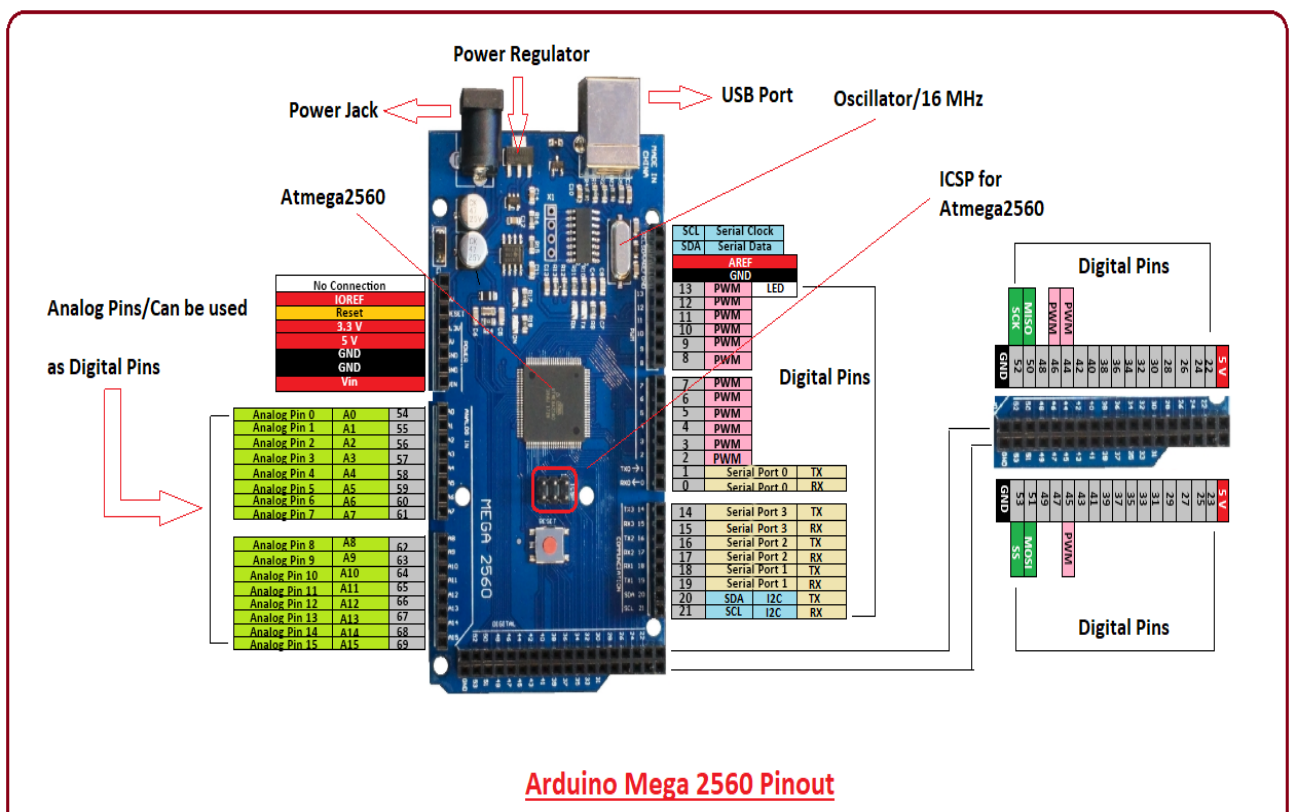 Power Regulator
Power Jack
USB Port
Oscillator/16 MHz
Atmega2560
ICSP for
Atmega2560
MADE IN
CHINA
SCL Serial Clock
SDA Serial Data
AREF
GND
13 PWM LED
12 PWM
11 PWM
10 PWM
9 PWM
8 PWM
7 PWM
6 PWM
5 PWM
4 PWM
3 PWM
2 PWM
1 Serial Port 0 TX
0 Serial Port 0 RX
14 Serial Port 3 TX
15 Serial Port 3 RX
16 Serial Port 2 TX
17 Serial Port 2 RX
18 Serial Port 1 TX
19 Serial Port 1 RX
20 SDA I2C TX
21 SCL I2C RX
Digital Pins
No Connection
IOREF
Reset
3.3 V
5 V
GND
GND
Vin
Analog Pins/Can be used
as Digital Pins
Analog Pin 0 A0 54
Analog Pin 1 A1 55
Analog Pin 2 A2 56
Analog Pin 3 A3 57
Analog Pin 4 A4 58
Analog Pin 5 A5 59
Analog Pin 6 A6 60
Analog Pin 7 A7 61
Analog Pin 8 A8 62
Analog Pin 9 A9 63
Analog Pin 10 A10 64
Analog Pin 11 A11 65
Analog Pin 12 A12 66
Analog Pin 13 A13 67
Analog Pin 14 A14 68
Analog Pin 15 A15 69
X1
POWER
ANALOG IN
PWM
RESET
MEGA 2560
COMMUNICATION
DIGITAL
Digital Pins
SCK MISO PWM PWM
GND 52 50 48 46 44 42 40 38 36 34 32 30 28 26 24 22 5 V
GND 53 51 49 47 45 43 41 39 37 35 33 31 29 27 25 23 5 V
SS MOSI PWM
Digital Pins
Arduino Mega 2560 Pinout